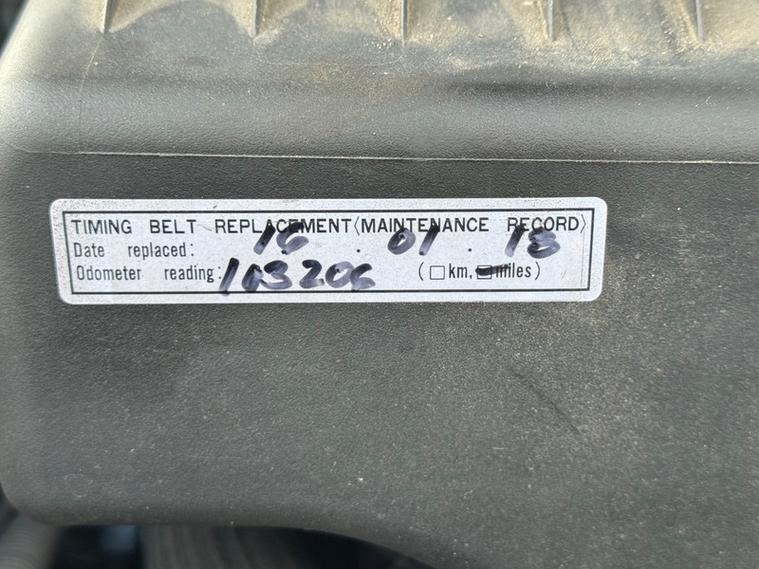 TIMING BELT REPLACEMENT〈MAINTENANCE RECORD〉
Date replaced: 16 . 01 . 18
Odometer reading: 103206 (□km, □miles)